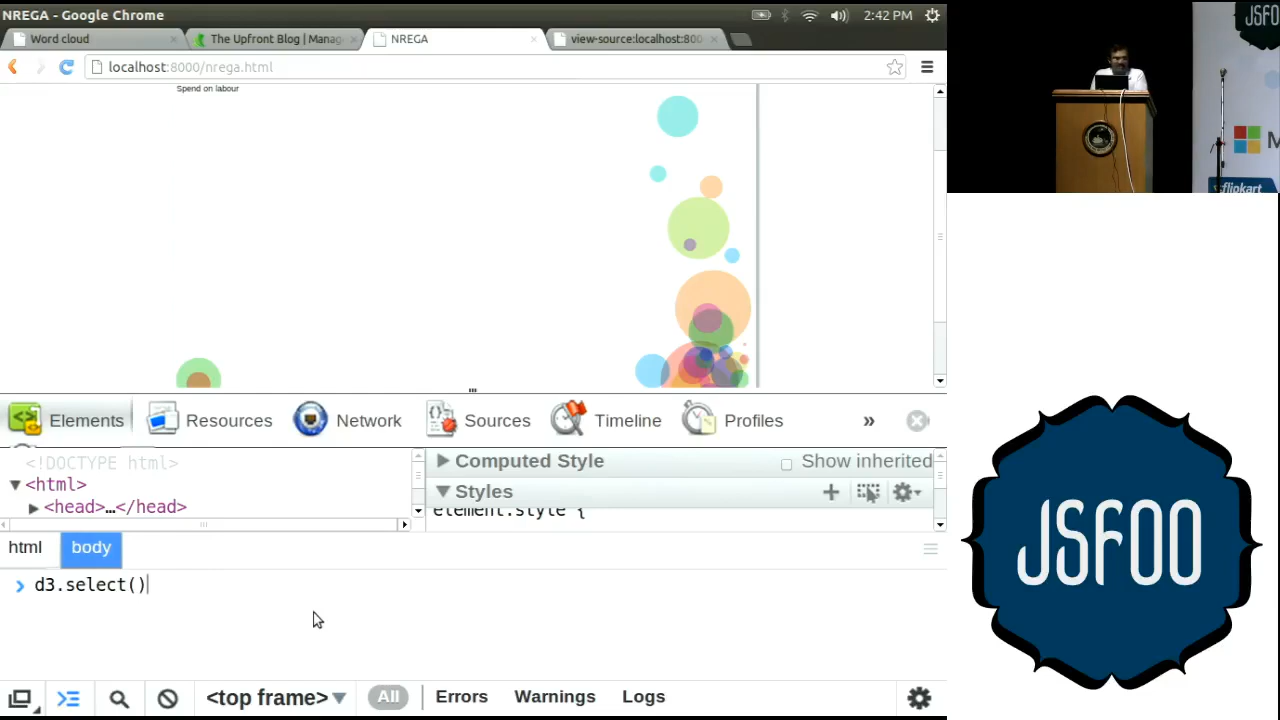 NREGA - Google Chrome
2:42 PM
Word cloud
The Upfront Blog | Manag
NREGA
view-source:localhost:800
localhost:8000/nrega.html
Spend on labour
Elements
Resources
Network
Sources
Timeline
Profiles
»
<!DOCTYPE html>
<html>
<head>…</head>
Computed Style
Show inherited
Styles
element.style {
html
body
d3.select()
<top frame>
All
Errors
Warnings
Logs
JSFOO
flipkart
JSFOO